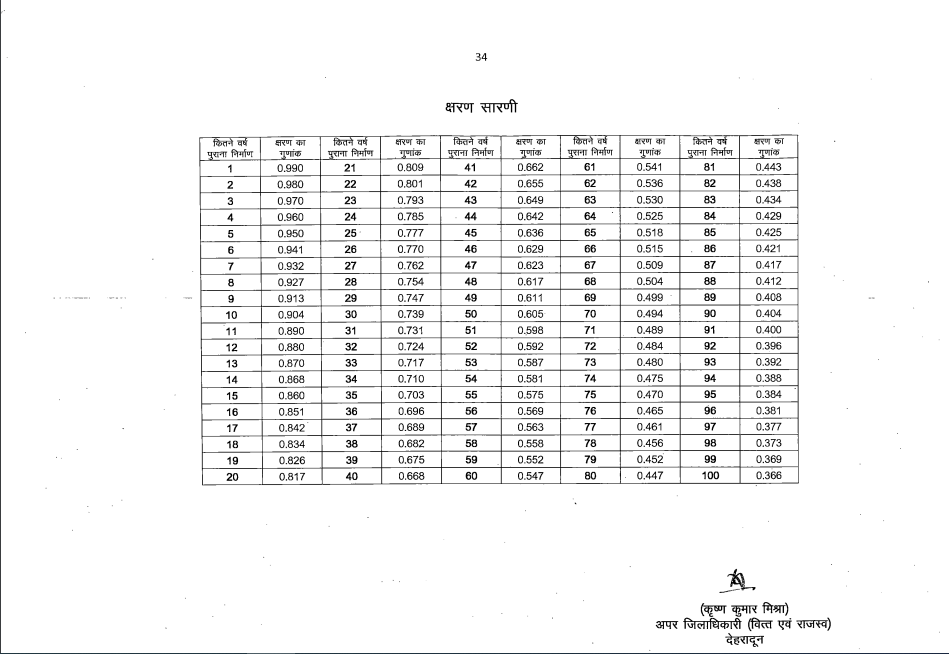 34
क्षरण सारणी
कितने वर्ष पुराना निर्माण क्षरण का गुणांक कितने वर्ष पुराना निर्माण क्षरण का गुणांक कितने वर्ष पुराना निर्माण क्षरण का गुणांक कितने वर्ष पुराना निर्माण क्षरण का गुणांक कितने वर्ष पुराना निर्माण क्षरण का गुणांक
1 0.990 21 0.809 41 0.662 61 0.541 81 0.443
2 0.980 22 0.801 42 0.655 62 0.536 82 0.438
3 0.970 23 0.793 43 0.649 63 0.530 83 0.434
4 0.960 24 0.785 44 0.642 64 0.525 84 0.429
5 0.950 25 0.777 45 0.636 65 0.518 85 0.425
6 0.941 26 0.770 46 0.629 66 0.515 86 0.421
7 0.932 27 0.762 47 0.623 67 0.509 87 0.417
8 0.927 28 0.754 48 0.617 68 0.504 88 0.412
9 0.913 29 0.747 49 0.611 69 0.499 89 0.408
10 0.904 30 0.739 50 0.605 70 0.494 90 0.404
11 0.890 31 0.731 51 0.598 71 0.489 91 0.400
12 0.880 32 0.724 52 0.592 72 0.484 92 0.396
13 0.870 33 0.717 53 0.587 73 0.480 93 0.392
14 0.868 34 0.710 54 0.581 74 0.475 94 0.388
15 0.860 35 0.703 55 0.575 75 0.470 95 0.384
16 0.851 36 0.696 56 0.569 76 0.465 96 0.381
17 0.842 37 0.689 57 0.563 77 0.461 97 0.377
18 0.834 38 0.682 58 0.558 78 0.456 98 0.373
19 0.826 39 0.675 59 0.552 79 0.452 99 0.369
20 0.817 40 0.668 60 0.547 80 0.447 100 0.366
(कृष्ण कुमार मिश्रा)
अपर जिलाधिकारी (वित्त एवं राजस्व)
देहरादून